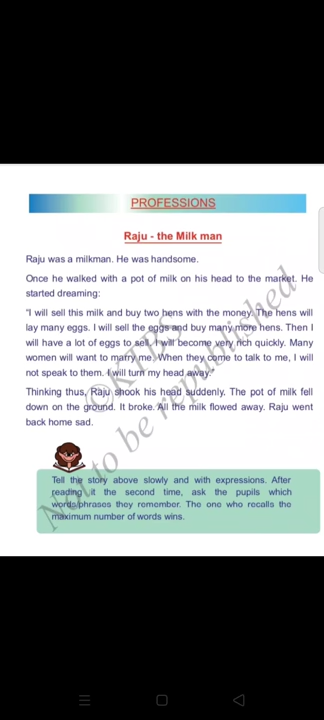 PROFESSIONS
Raju - the Milk man
Raju was a milkman. He was handsome.
Once he walked with a pot of milk on his head to the market. He
started dreaming:
"I will sell this milk and buy two hens with the money. The hens will
lay many eggs. I will sell the eggs and buy many more hens. Then I
will have a lot of eggs to sell. I will become very rich quickly. Many
women will want to marry me. When they come to talk to me, I will
not speak to them. I will turn my head away."
Thinking thus, Raju shook his head suddenly. The pot of milk fell
down on the ground. It broke. All the milk flowed away. Raju went
back home sad.
Tell the story above slowly and with expressions. After
reading it the second time, ask the pupils which
words/phrases they remember. The one who recalls the
maximum number of words wins.
©KTBS
Not to be republished